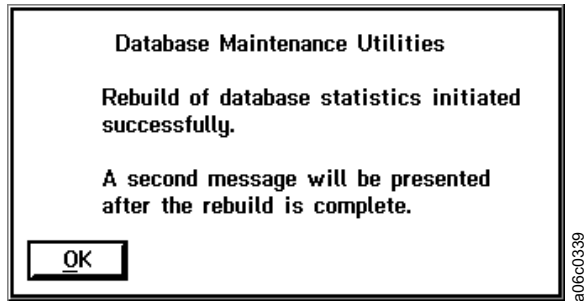 Database Maintenance Utilities
Rebuild of database statistics initiated
successfully.
A second message will be presented
after the rebuild is complete.
OK
a06c0339